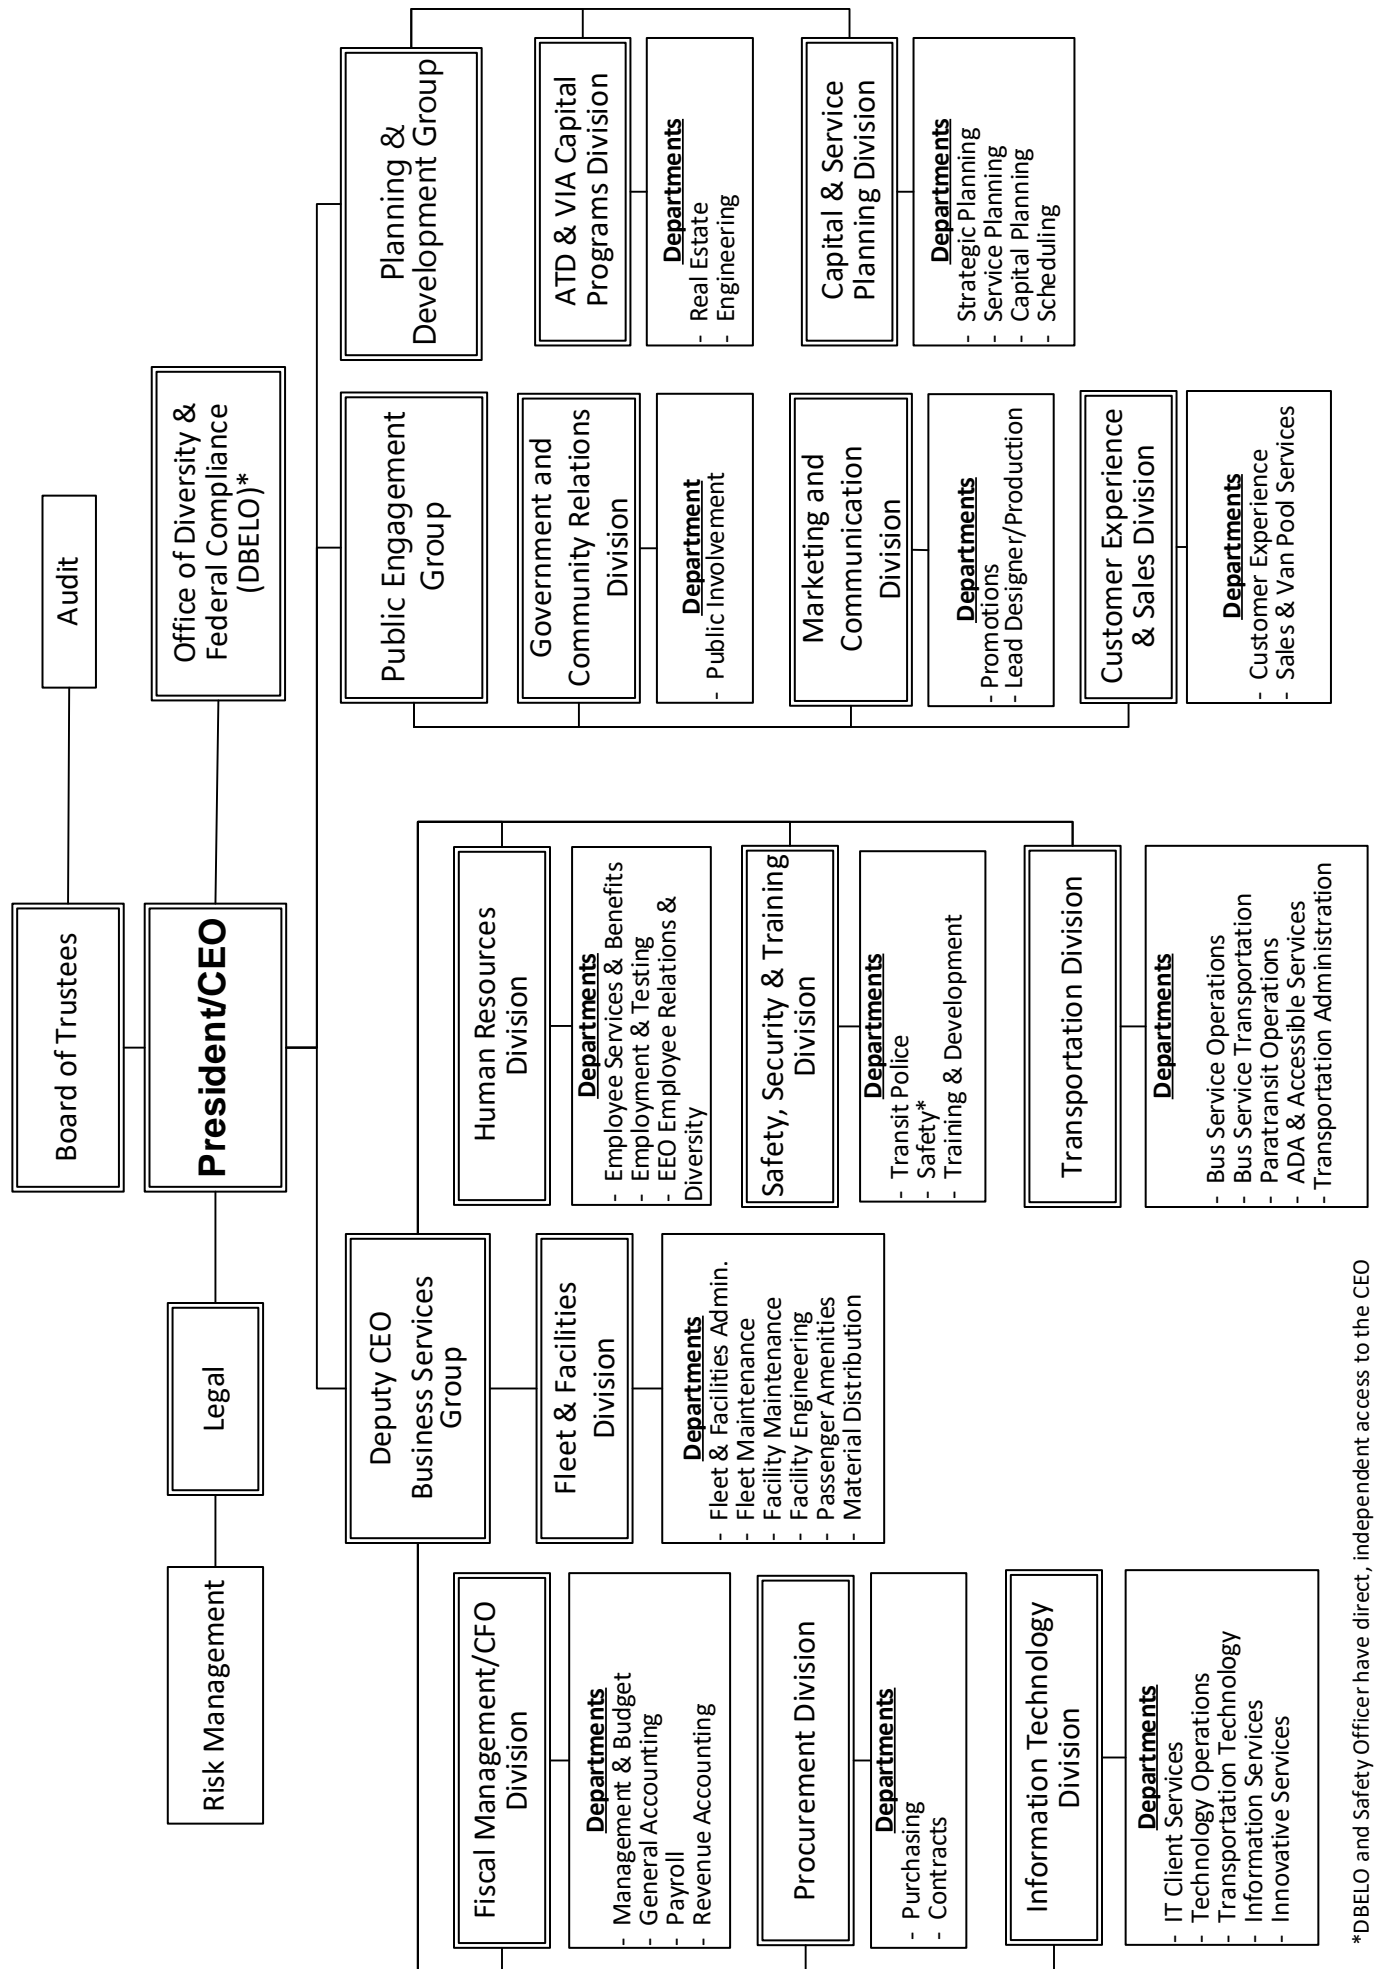 Board of Trustees
Audit
Risk Management
Legal
President/CEO
Office of Diversity &
Federal Compliance
(DBELO)*
Deputy CEO
Business Services
Group
Public Engagement
Group
Planning &
Development Group
Fiscal Management/CFO
Division
Departments
- Management & Budget
- General Accounting
- Payroll
- Revenue Accounting
Procurement Division
Departments
- Purchasing
- Contracts
Information Technology
Division
Departments
- IT Client Services
- Technology Operations
- Transportation Technology
- Information Services
- Innovative Services
Fleet & Facilities
Division
Departments
- Fleet & Facilities Admin.
- Fleet Maintenance
- Facility Maintenance
- Facility Engineering
- Passenger Amenities
- Material Distribution
Human Resources
Division
Departments
- Employee Services & Benefits
- Employment & Testing
- EEO Employee Relations &
Diversity
Safety, Security & Training
Division
Departments
- Transit Police
- Safety*
- Training & Development
Transportation Division
Departments
- Bus Service Operations
- Bus Service Transportation
- Paratransit Operations
- ADA & Accessible Services
- Transportation Administration
Government and
Community Relations
Division
Department
- Public Involvement
Marketing and
Communication
Division
Departments
- Promotions
- Lead Designer/Production
Customer Experience
& Sales Division
Departments
- Customer Experience
- Sales & Van Pool Services
ATD & VIA Capital
Programs Division
Departments
- Real Estate
- Engineering
Capital & Service
Planning Division
Departments
- Strategic Planning
- Service Planning
- Capital Planning
- Scheduling
*DBELO and Safety Officer have direct, independent access to the CEO